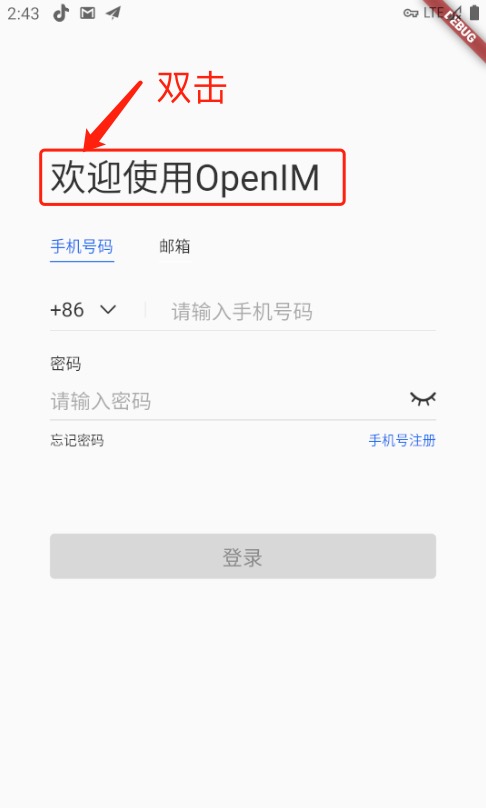 2:43 LTE DEBUG
双击
欢迎使用OpenIM
手机号码 邮箱
+86 请输入手机号码
密码
请输入密码
忘记密码 手机号注册
登录